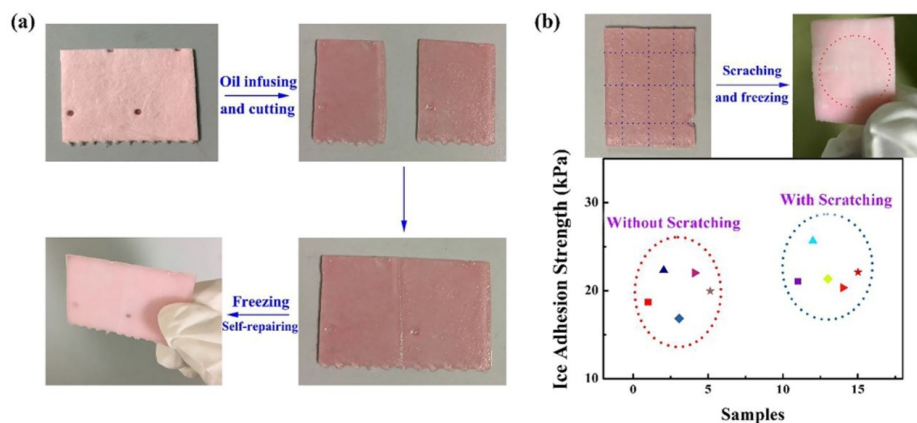 (a)
Oil infusing
and cutting
Freezing
Self-repairing
(b)
Scraching
and freezing
Ice Adhesion Strength (kPa)
30
20
10
Without Scratching
With Scratching
0
5
10
15
Samples